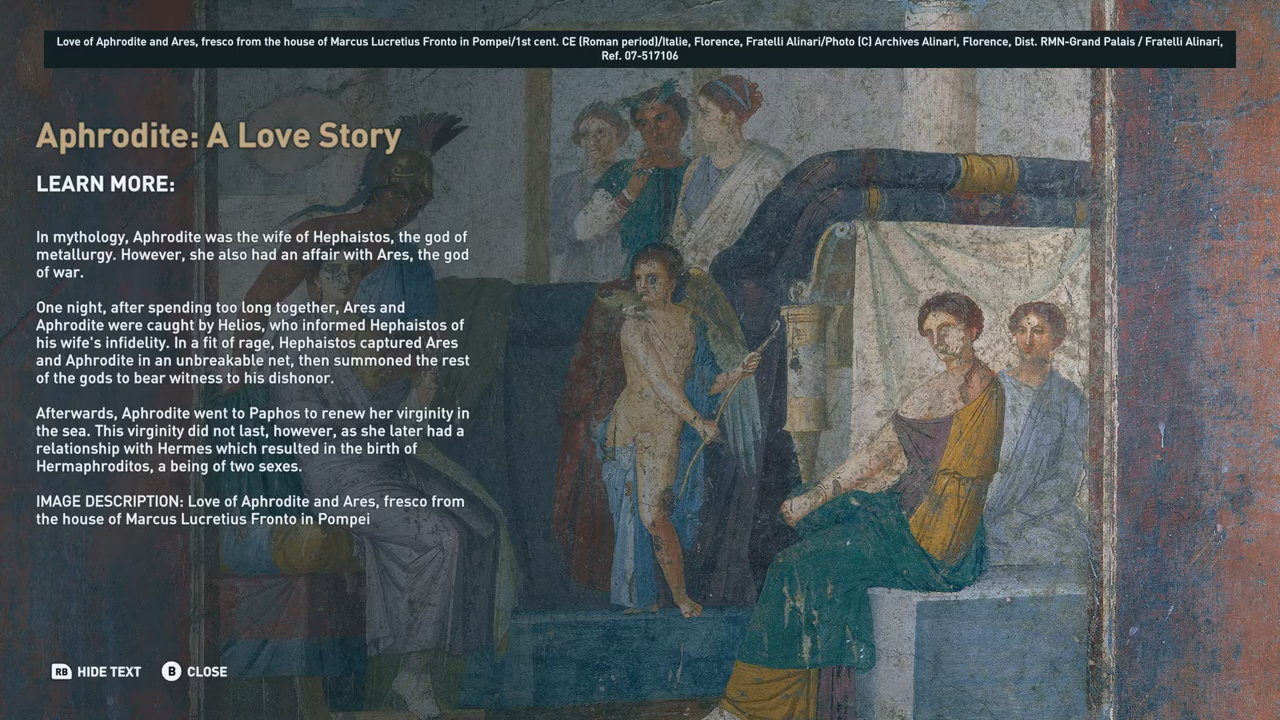 Love of Aphrodite and Ares, fresco from the house of Marcus Lucretius Fronto in Pompei/1st cent. CE (Roman period)/Italie, Florence, Fratelli Alinari/Photo (C) Archives Alinari, Florence, Dist. RMN-Grand Palais / Fratelli Alinari,
Ref. 07-517106
Aphrodite: A Love Story
LEARN MORE:
In mythology, Aphrodite was the wife of Hephaistos, the god of
metallurgy. However, she also had an affair with Ares, the god
of war.
One night, after spending too long together, Ares and
Aphrodite were caught by Helios, who informed Hephaistos of
his wife's infidelity. In a fit of rage, Hephaistos captured Ares
and Aphrodite in an unbreakable net, then summoned the rest
of the gods to bear witness to his dishonor.
Afterwards, Aphrodite went to Paphos to renew her virginity in
the sea. This virginity did not last, however, as she later had a
relationship with Hermes which resulted in the birth of
Hermaphroditos, a being of two sexes.
IMAGE DESCRIPTION: Love of Aphrodite and Ares, fresco from
the house of Marcus Lucretius Fronto in Pompei
RB HIDE TEXT B CLOSE